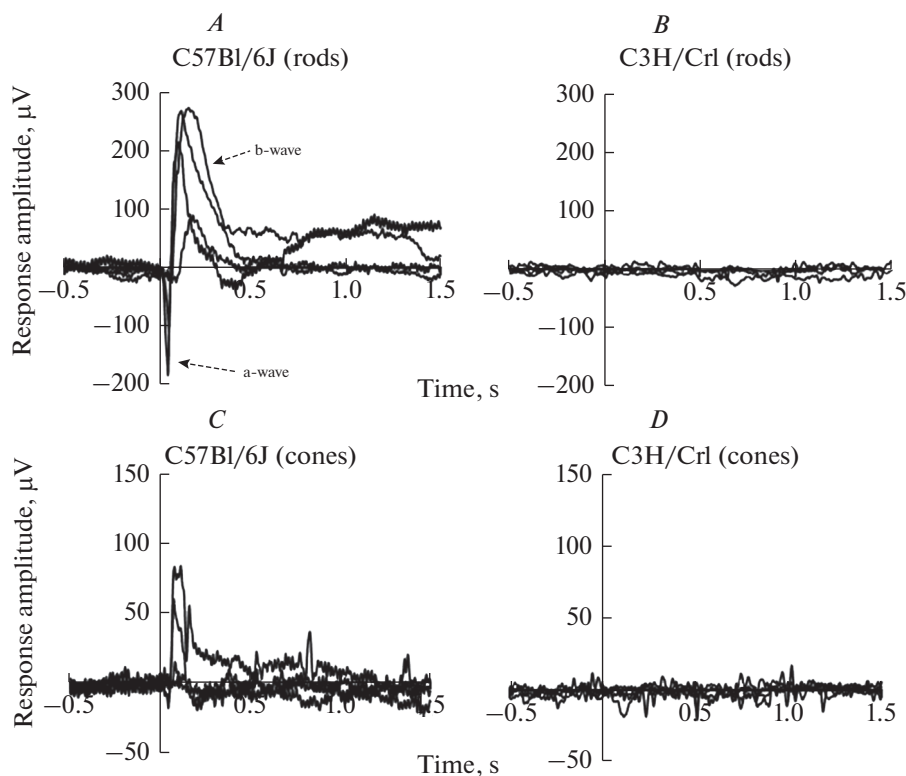 A
C57Bl/6J (rods)
Response amplitude, μV
300
200
100
−100
−200
−0.5
0.5
1.0
1.5
b-wave
a-wave
B
C3H/Crl (rods)
300
200
100
−100
−200
−0.5
0.5
1.0
1.5
Time, s
C
C57Bl/6J (cones)
Response amplitude, μV
150
100
50
−50
−0.5
0.5
1.0
1.5
D
C3H/Crl (cones)
150
100
50
−50
−0.5
0.5
1.0
1.5
Time, s